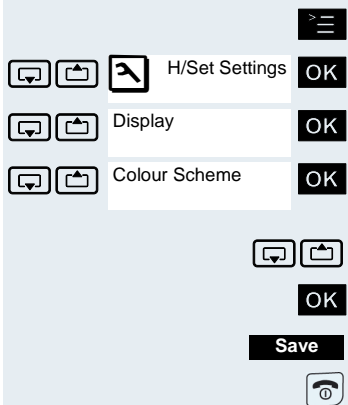 H/Set Settings OK
Display OK
Colour Scheme OK
OK
Save